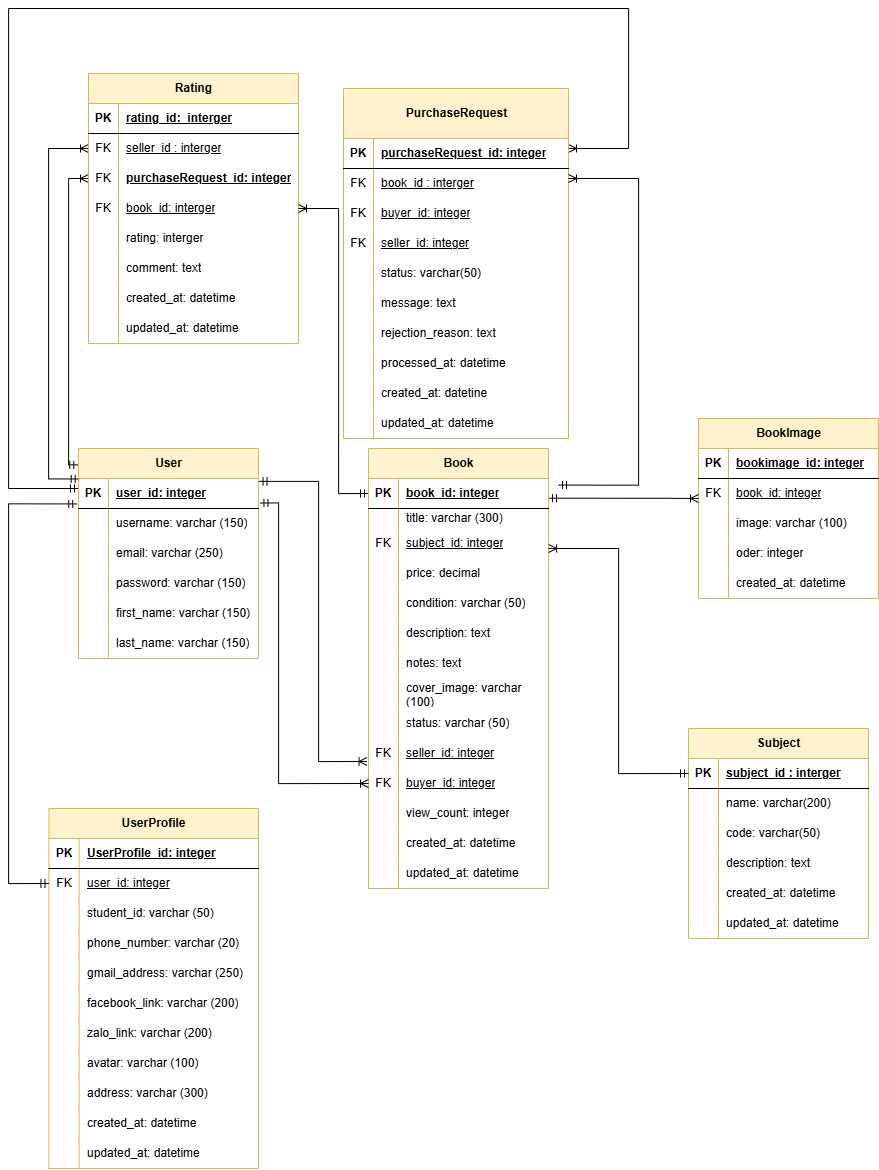 Rating
PK rating_id: interger
FK seller_id : interger
FK purchaseRequest_id: integer
FK book_id: interger
rating: interger
comment: text
created_at: datetime
updated_at: datetime
PurchaseRequest
PK purchaseRequest_id: integer
FK book_id : interger
FK buyer_id: integer
FK seller_id: integer
status: varchar(50)
message: text
rejection_reason: text
processed_at: datetime
created_at: datetine
updated_at: datetime
User
PK user_id: integer
username: varchar (150)
email: varchar (250)
password: varchar (150)
first_name: varchar (150)
last_name: varchar (150)
Book
PK book_id: integer
title: varchar (300)
FK subject_id: integer
price: decimal
condition: varchar (50)
description: text
notes: text
cover_image: varchar
(100)
status: varchar (50)
FK seller_id: integer
FK buyer_id: integer
view_count: integer
created_at: datetime
updated_at: datetime
BookImage
PK bookimage_id: integer
FK book_id: integer
image: varchar (100)
oder: integer
created_at: datetime
Subject
PK subject_id : interger
name: varchar(200)
code: varchar(50)
description: text
created_at: datetime
updated_at: datetime
UserProfile
PK UserProfile_id: integer
FK user_id: integer
student_id: varchar (50)
phone_number: varchar (20)
gmail_address: varchar (250)
facebook_link: varchar (200)
zalo_link: varchar (200)
avatar: varchar (100)
address: varchar (300)
created_at: datetime
updated_at: datetime